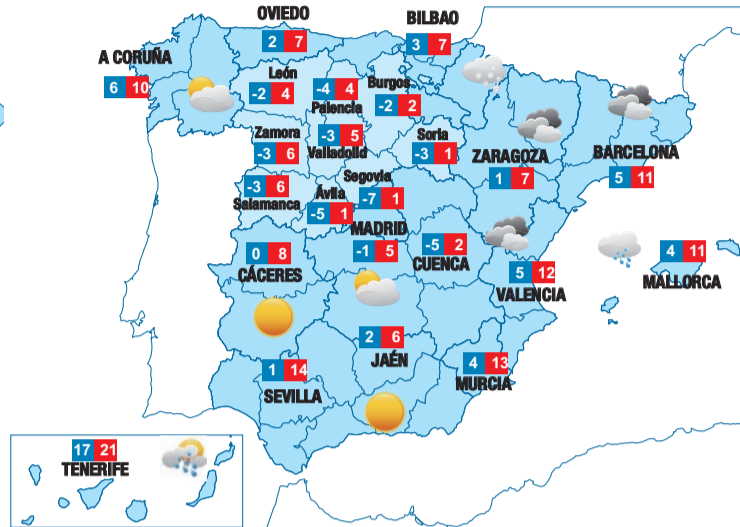 OVIEDO
2 7
BILBAO
3 7
A CORUÑA
6 10
León
-2 4
-4 4
Palencia
Burgos
-2 2
Zamora
-3 6
-3 5
Valladolid
Soria
-3 1
ZARAGOZA
1 7
BARCELONA
5 11
-3 6
Salamanca
Ávila
-5 1
Segovia
-7 1
MADRID
-1 5
-5 2
CUENCA
0 8
CÁCERES
5 12
VALENCIA
4 11
MALLORCA
2 6
JAÉN
1 14
SEVILLA
4 13
MURCIA
17 21
TENERIFE